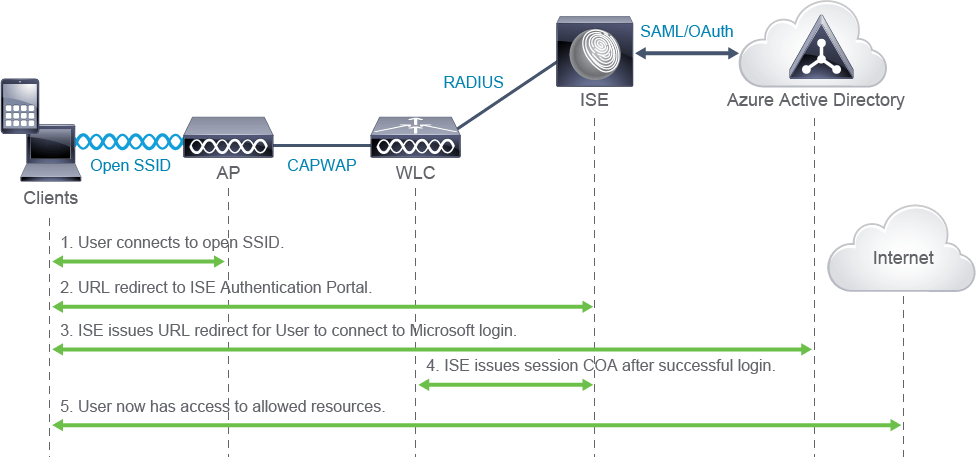 SAML/OAuth
RADIUS
ISE
Azure Active Directory
Open SSID
AP
CAPWAP
WLC
Clients
1. User connects to open SSID.
Internet
2. URL redirect to ISE Authentication Portal.
3. ISE issues URL redirect for User to connect to Microsoft login.
4. ISE issues session COA after successful login.
5. User now has access to allowed resources.